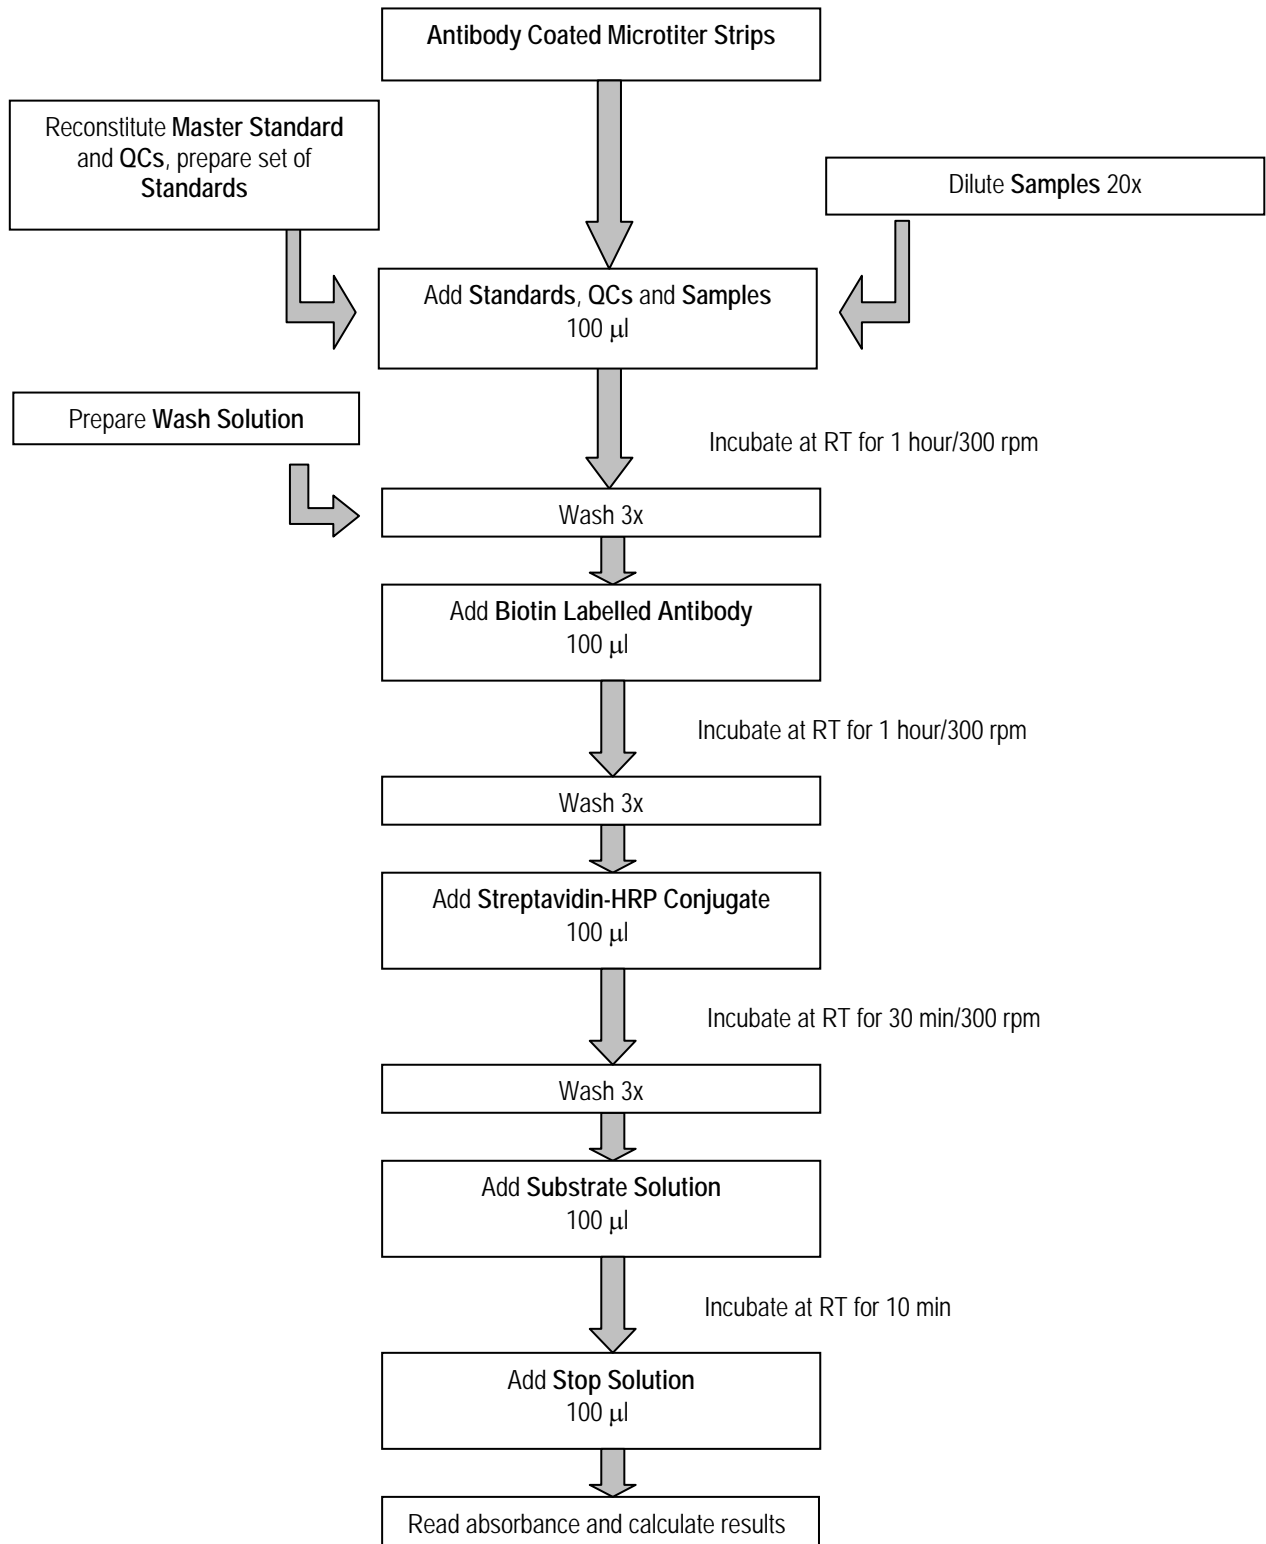 Antibody Coated Microtiter Strips
Reconstitute Master Standard
and QCs, prepare set of
Standards
Dilute Samples 20x
Add Standards, QCs and Samples
100 μl
Prepare Wash Solution
Incubate at RT for 1 hour/300 rpm
Wash 3x
Add Biotin Labelled Antibody
100 μl
Incubate at RT for 1 hour/300 rpm
Wash 3x
Add Streptavidin-HRP Conjugate
100 μl
Incubate at RT for 30 min/300 rpm
Wash 3x
Add Substrate Solution
100 μl
Incubate at RT for 10 min
Add Stop Solution
100 μl
Read absorbance and calculate results